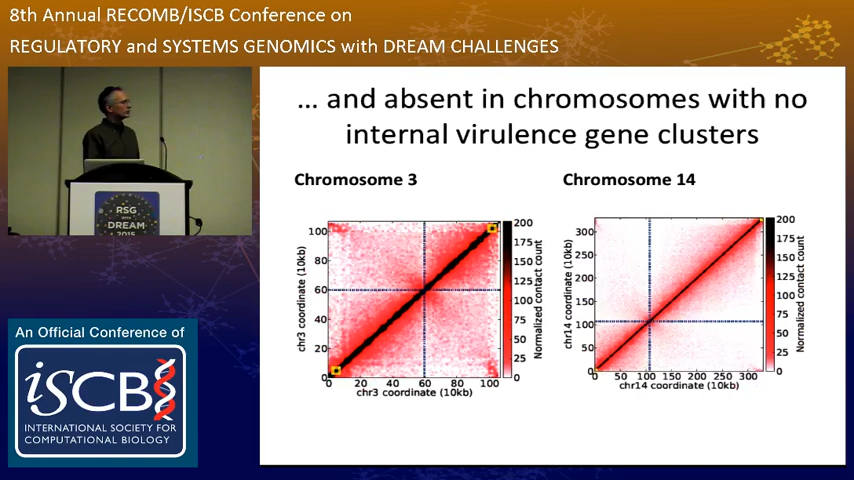 8th Annual RECOMB/ISCB Conference on
REGULATORY and SYSTEMS GENOMICS with DREAM CHALLENGES
RSG
with
DREAM
2015
An Official Conference of
iSCB
INTERNATIONAL SOCIETY FOR
COMPUTATIONAL BIOLOGY
... and absent in chromosomes with no
internal virulence gene clusters
Chromosome 3
chr3 coordinate (10kb)
100
80
60
40
20
0
0 20 40 60 80 100
chr3 coordinate (10kb)
200
175
150
125
100
75
50
25
0
Normalized contact count
Chromosome 14
chr14 coordinate (10kb)
300
250
200
150
100
50
0
0 50 100 150 200 250 300
chr14 coordinate (10kb)
200
175
150
125
100
75
50
25
0
Normalized contact count